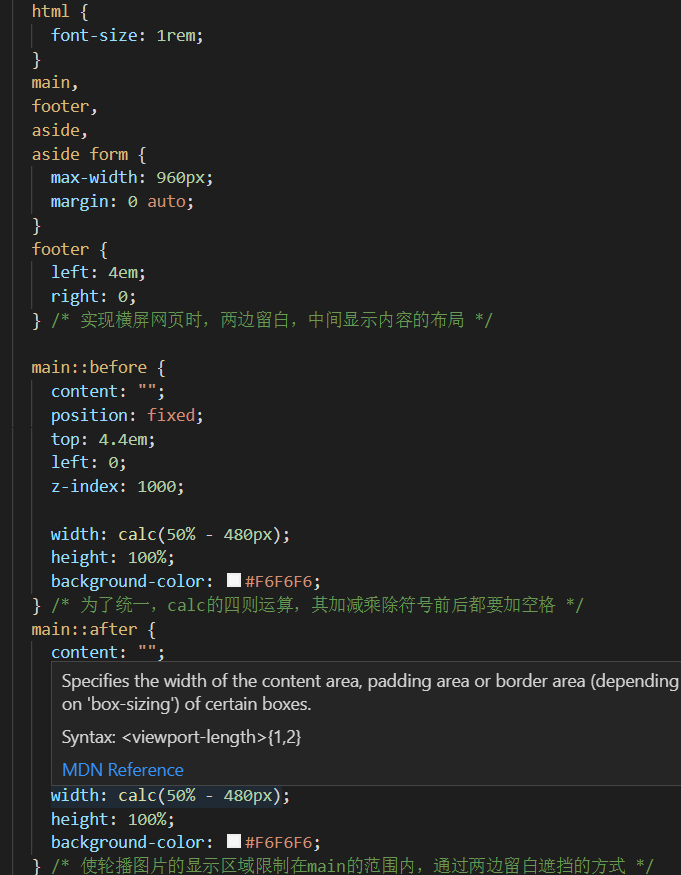 html {
  font-size: 1rem;
}
main,
footer,
aside,
aside form {
  max-width: 960px;
  margin: 0 auto;
}
footer {
  left: 4em;
  right: 0;
} /* 实现横屏网页时，两边留白，中间显示内容的布局 */

main::before {
  content: "";
  position: fixed;
  top: 4.4em;
  left: 0;
  z-index: 1000;

  width: calc(50% - 480px);
  height: 100%;
  background-color: #F6F6F6;
} /* 为了统一，calc的四则运算，其加减乘除符号前后都要加空格 */
main::after {
  content: "";
Specifies the width of the content area, padding area or border area (depending
on 'box-sizing') of certain boxes.
Syntax: <viewport-length>{1,2}
MDN Reference
  width: calc(50% - 480px);
  height: 100%;
  background-color: #F6F6F6;
} /* 使轮播图片的显示区域限制在main的范围内，通过两边留白遮挡的方式 */